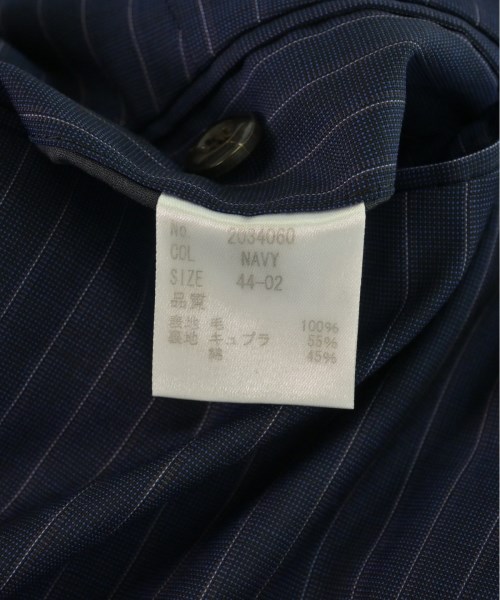 No. 2034060
COL NAVY
SIZE 44-02
品質
表地 毛 100%
裏地 キュプラ 55%
綿 45%